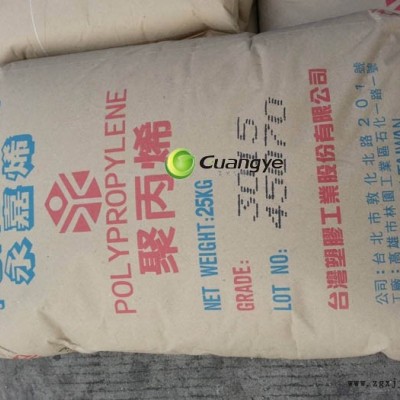 永嘉烯
POLYPROPYLENE
聚丙烯
NET WEIGHT:25KG
GRADE: 3015
LOT NO:
台灣塑膠工業股份有限公司
公司:台北市敦化北路201號
工廠:高雄市林園工業區石化一路一號
TAIWAN
Cuangye